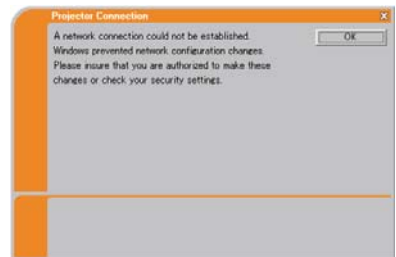 Projector Connection
x
A network connection could not be established.
OK
Windows prevented network configuration changes.
Please insure that you are authorized to make these
changes or check your security settings.